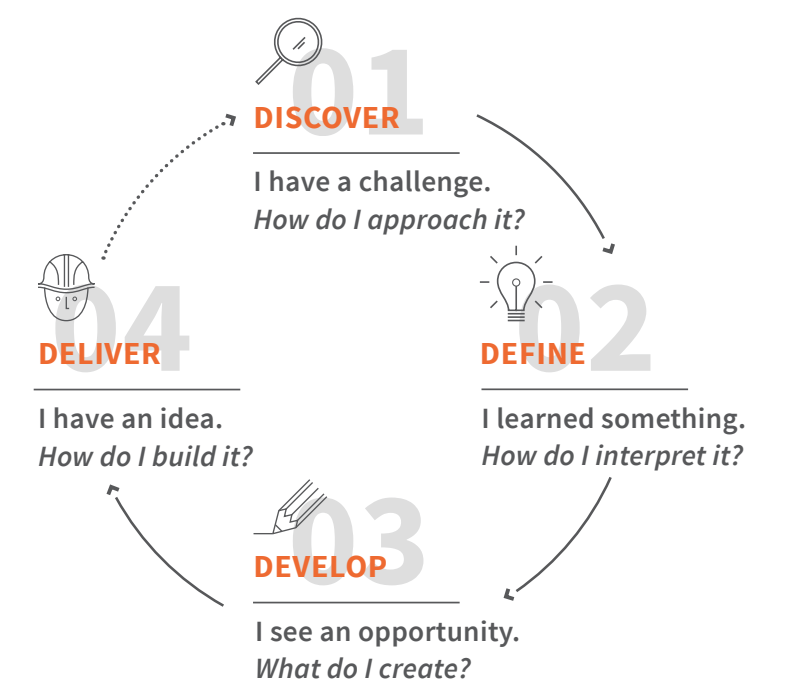 01
DISCOVER
I have a challenge.
How do I approach it?
02
DEFINE
I learned something.
How do I interpret it?
03
DEVELOP
I see an opportunity.
What do I create?
04
DELIVER
I have an idea.
How do I build it?